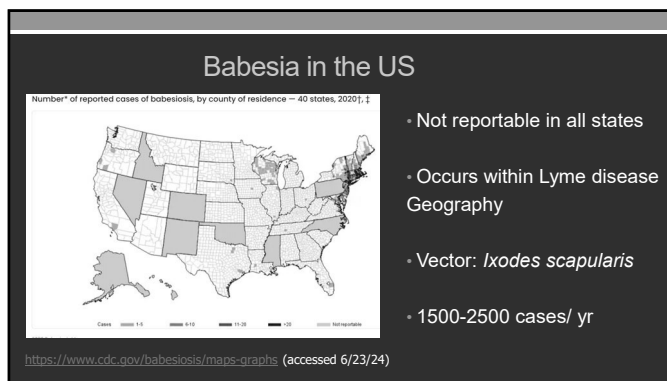 Babesia in the US
Number* of reported cases of babesiosis, by county of residence — 40 states, 2020†, ‡
Cases 1-5 6-10 11-20 >20 Not reportable
• Not reportable in all states
• Occurs within Lyme disease
Geography
• Vector: Ixodes scapularis
• 1500-2500 cases/ yr
https://www.cdc.gov/babesiosis/maps-graphs (accessed 6/23/24)